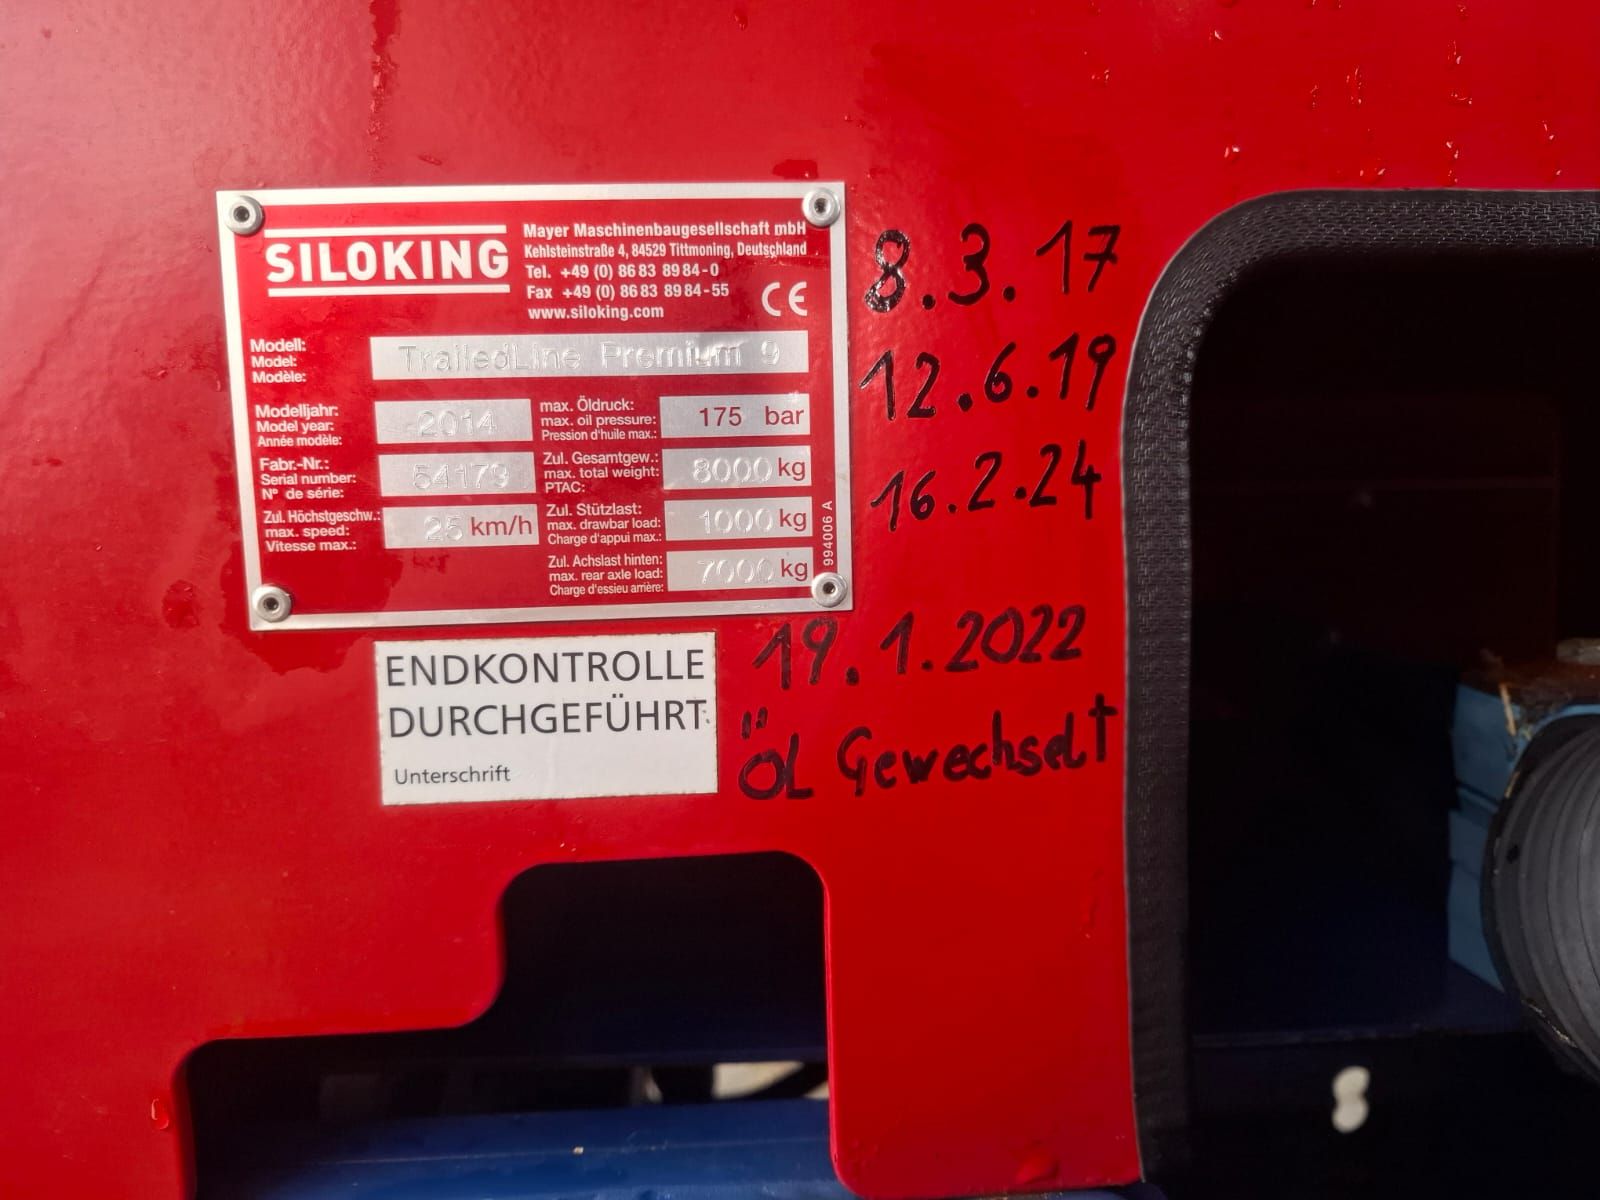 SILOKING
Mayer Maschinenbaugesellschaft mbH
Kehlsteinstraße 4, 84529 Tittmoning, Deutschland
Tel. +49 (0) 86 83 89 84-0
Fax +49 (0) 86 83 89 84-55
www.siloking.com
CE
Modell:
Model:
Modèle:
TrailedLine Premium 9
Modelljahr:
Model year:
Année modèle:
2014
max. Öldruck:
max. oil pressure:
Pression d'huile max.:
175 bar
Fabr.-Nr.:
Serial number:
N° de série:
54179
Zul. Gesamtgew.:
max. total weight:
PTAC:
8000 kg
Zul. Höchstgeschw.:
max. speed:
Vitesse max.:
25 km/h
Zul. Stützlast:
max. drawbar load:
Charge d'appui max.:
1000 kg
Zul. Achslast hinten:
max. rear axle load:
Charge d'essieu arrière:
7000 kg
994006 A
8.3.17
12.6.19
16.2.24
19.1.2022
Öl Gewechselt
ENDKONTROLLE
DURCHGEFÜHRT
Unterschrift